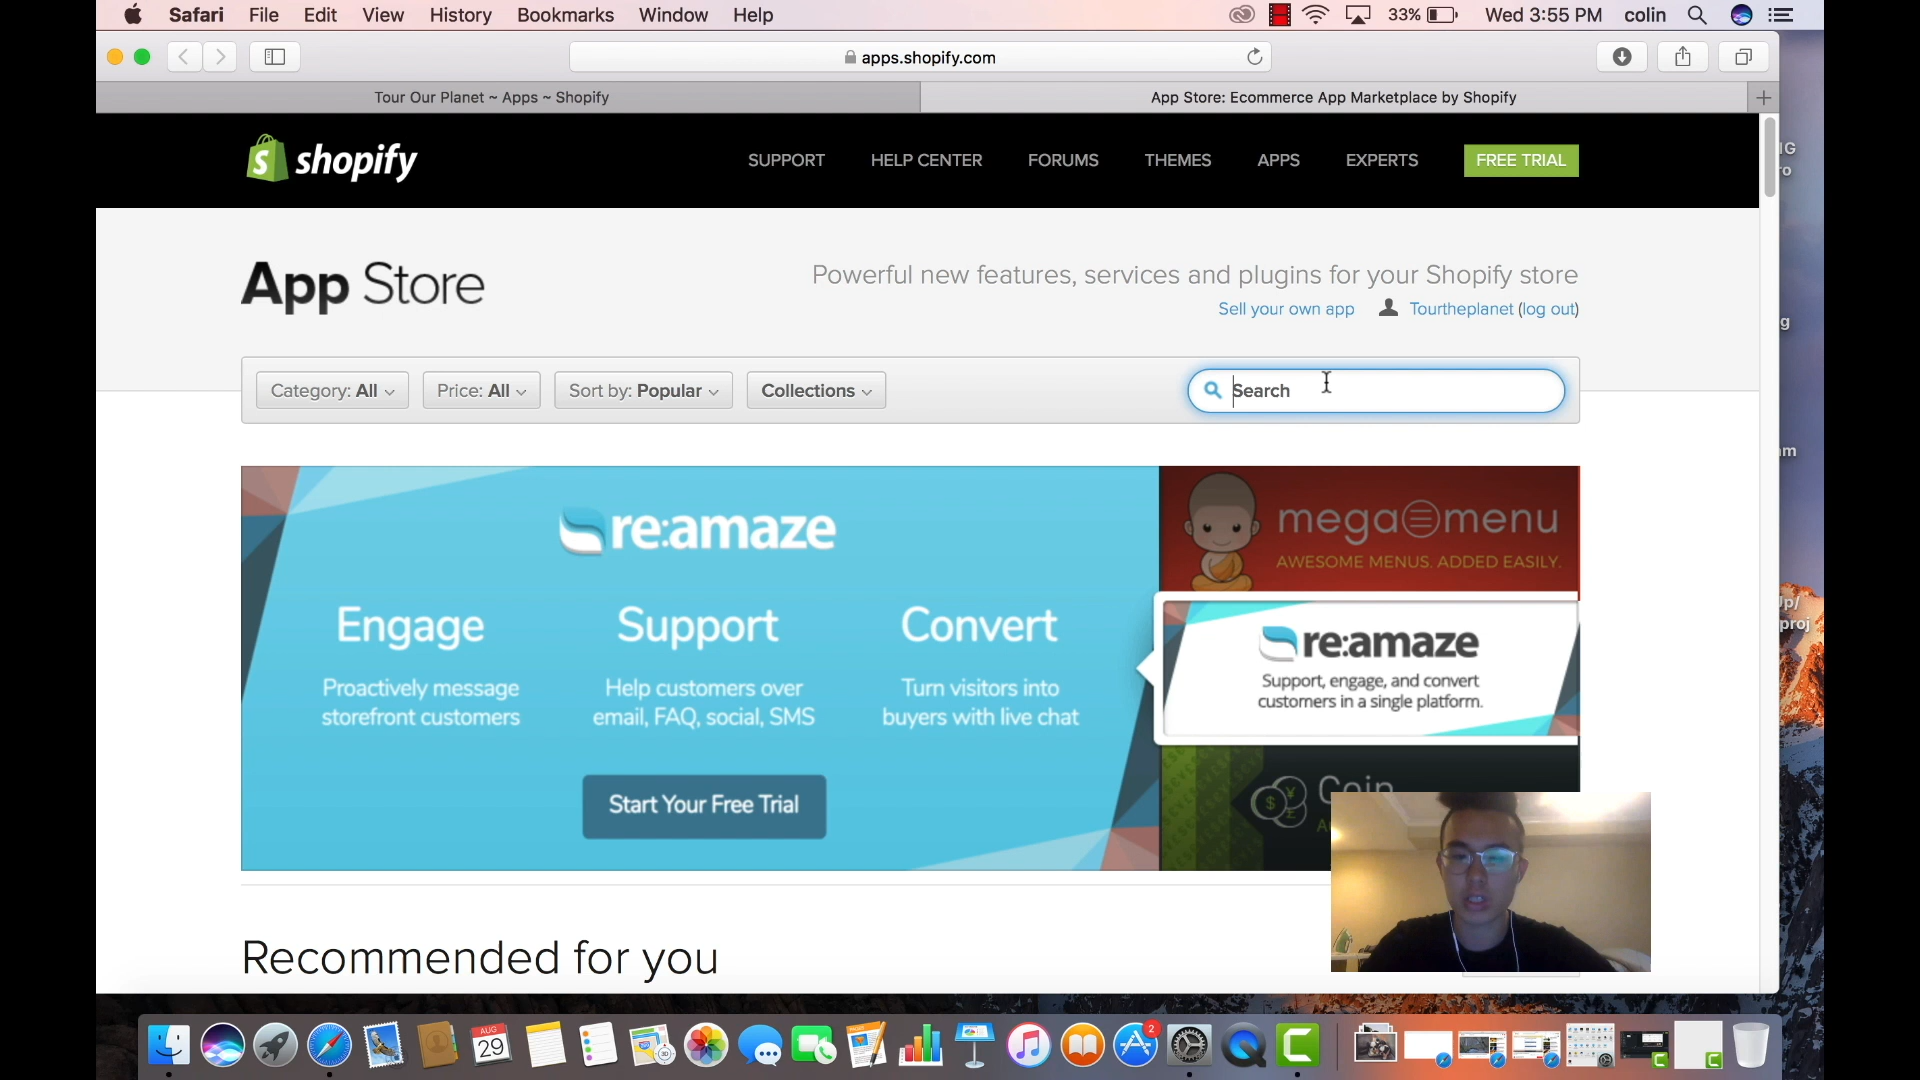 Safari File Edit View History Bookmarks Window Help 33% Wed 3:55 PM colin
apps.shopify.com
Tour Our Planet ~ Apps ~ Shopify App Store: Ecommerce App Marketplace by Shopify
shopify SUPPORT HELP CENTER FORUMS THEMES APPS EXPERTS FREE TRIAL
App Store
Powerful new features, services and plugins for your Shopify store
Sell your own app Tourtheplanet (log out)
Category: All Price: All Sort by: Popular Collections Search
re:amaze
Engage Support Convert
Proactively message
storefront customers
Help customers over
email, FAQ, social, SMS
Turn visitors into
buyers with live chat
Start Your Free Trial
mega menu
AWESOME MENUS. ADDED EASILY.
re:amaze
Support, engage, and convert
customers in a single platform.
Coin
Recommended for you
AUG
29
2